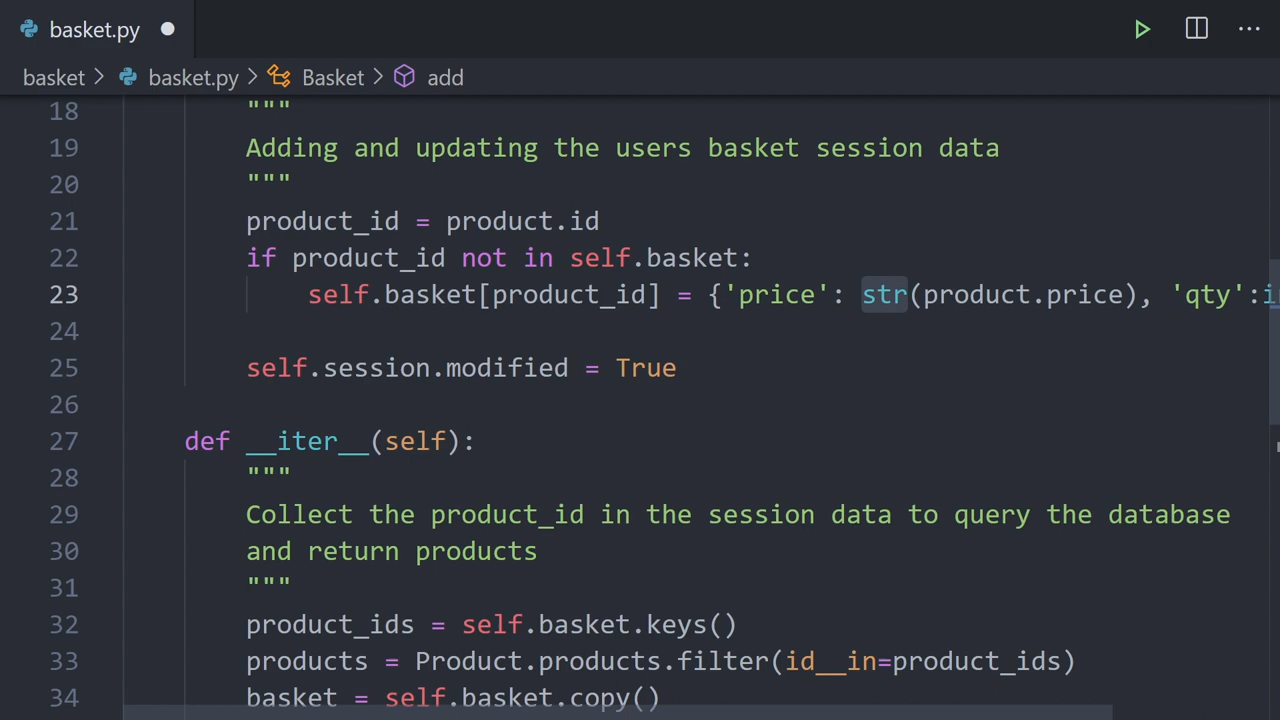 basket.py
basket > basket.py > Basket > add
18 """
19 Adding and updating the users basket session data
20 """
21 product_id = product.id
22 if product_id not in self.basket:
23 self.basket[product_id] = {'price': str(product.price), 'qty':
24
25 self.session.modified = True
26
27 def __iter__(self):
28 """
29 Collect the product_id in the session data to query the database
30 and return products
31 """
32 product_ids = self.basket.keys()
33 products = Product.products.filter(id__in=product_ids)
34 basket = self.basket.copy()